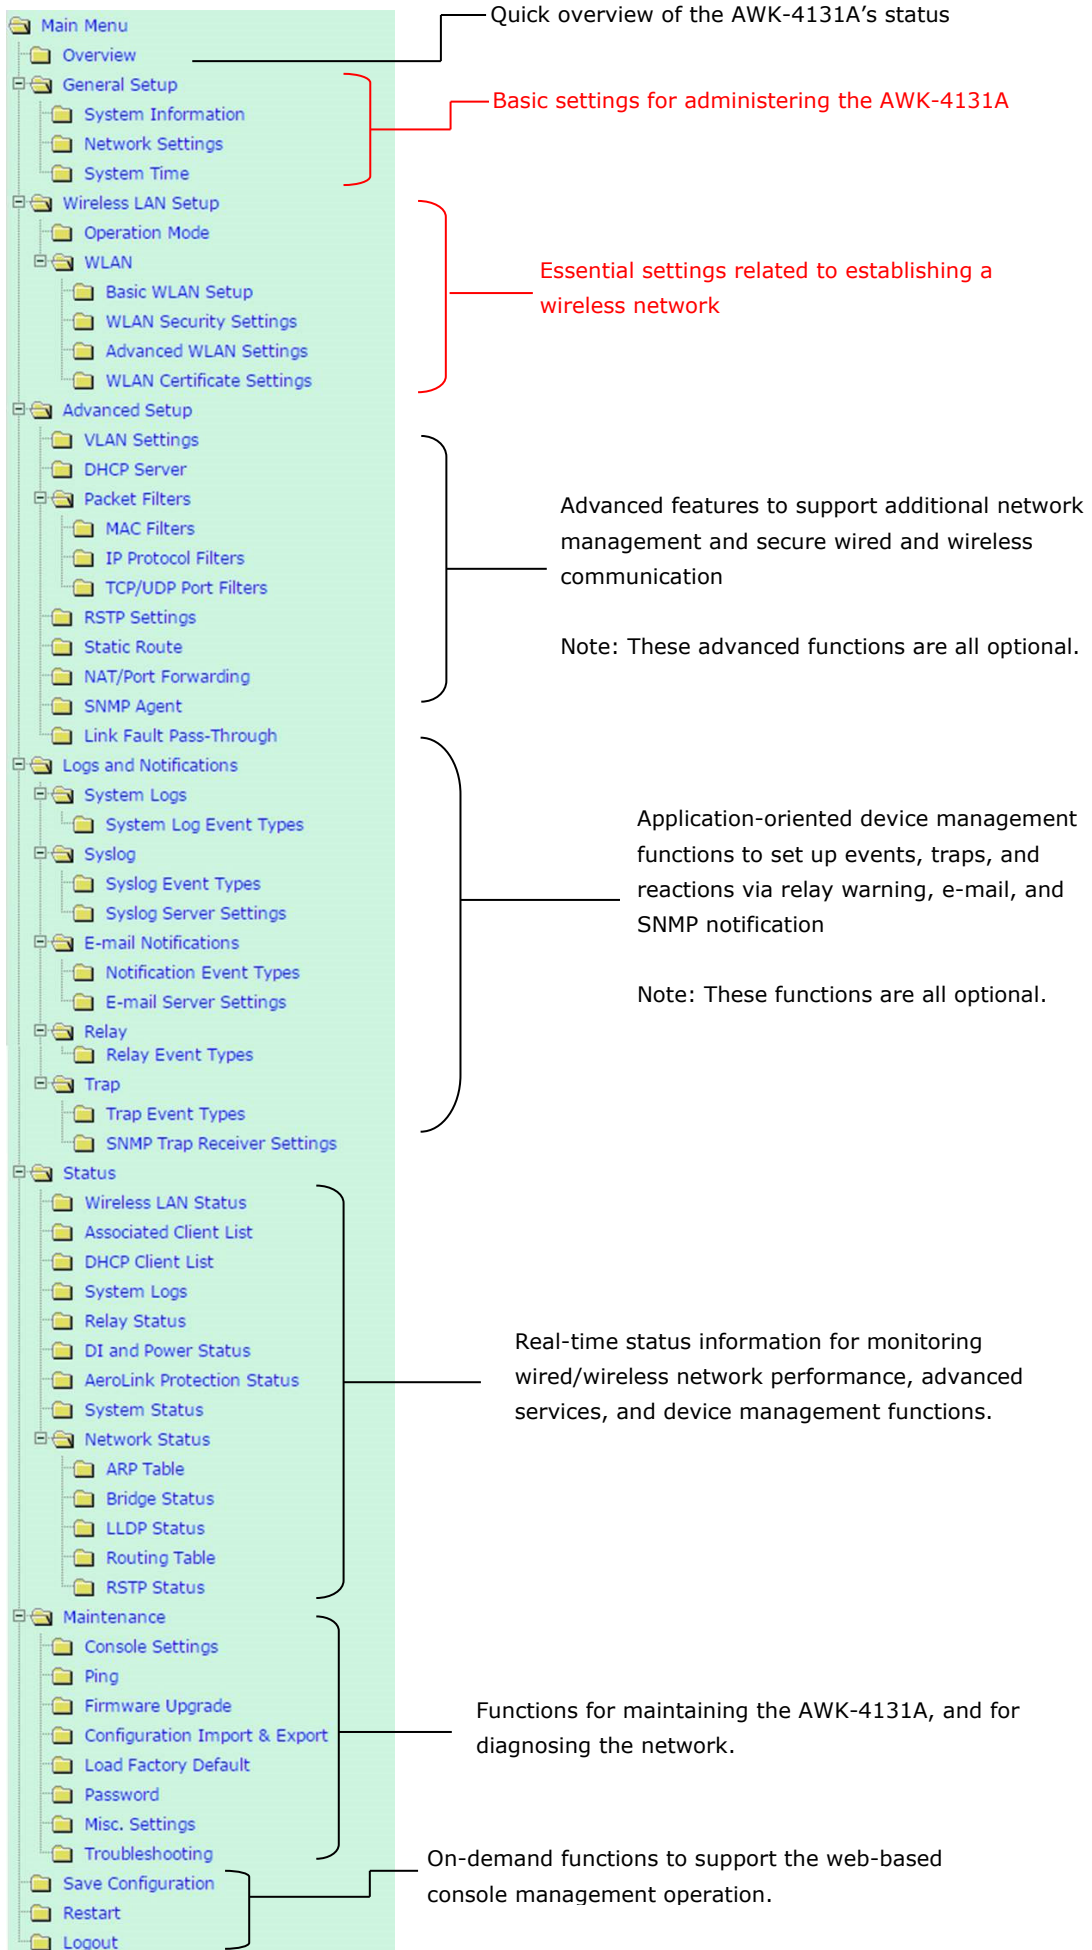 Main Menu
Quick overview of the AWK-4131A’s status
Overview
General Setup
Basic settings for administering the AWK-4131A
System Information
Network Settings
System Time
Wireless LAN Setup
Operation Mode
WLAN
Essential settings related to establishing a
wireless network
Basic WLAN Setup
WLAN Security Settings
Advanced WLAN Settings
WLAN Certificate Settings
Advanced Setup
VLAN Settings
DHCP Server
Packet Filters
MAC Filters
IP Protocol Filters
TCP/UDP Port Filters
RSTP Settings
Static Route
NAT/Port Forwarding
SNMP Agent
Link Fault Pass-Through
Advanced features to support additional network
management and secure wired and wireless
communication
Note: These advanced functions are all optional.
Logs and Notifications
System Logs
System Log Event Types
Syslog
Syslog Event Types
Syslog Server Settings
E-mail Notifications
Notification Event Types
E-mail Server Settings
Relay
Relay Event Types
Trap
Trap Event Types
SNMP Trap Receiver Settings
Application-oriented device management
functions to set up events, traps, and
reactions via relay warning, e-mail, and
SNMP notification
Note: These functions are all optional.
Status
Wireless LAN Status
Associated Client List
DHCP Client List
System Logs
Relay Status
DI and Power Status
AeroLink Protection Status
System Status
Network Status
ARP Table
Bridge Status
LLDP Status
Routing Table
RSTP Status
Real-time status information for monitoring
wired/wireless network performance, advanced
services, and device management functions.
Maintenance
Console Settings
Ping
Firmware Upgrade
Configuration Import & Export
Load Factory Default
Password
Misc. Settings
Troubleshooting
Functions for maintaining the AWK-4131A, and for
diagnosing the network.
Save Configuration
Restart
Logout
On-demand functions to support the web-based
console management operation.